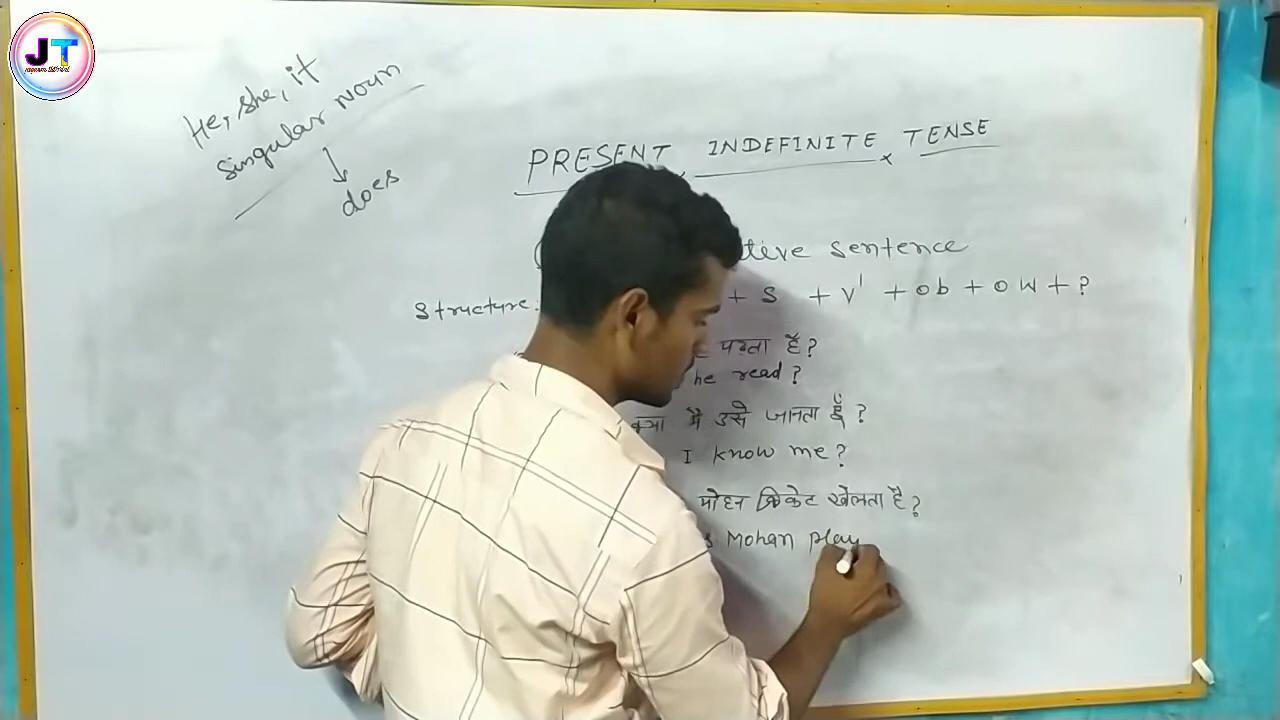 JT
He, she, it
singular noun
does
PRESENT INDEFINITE TENSE
tive sentence
Structure: + S + V¹ + ob + OW + ?
पढ़ता है?
he read?
क्या मैं उसे जानता हूँ?
I know me?
मोहन क्रिकेट खेलता है?
s Mohan play